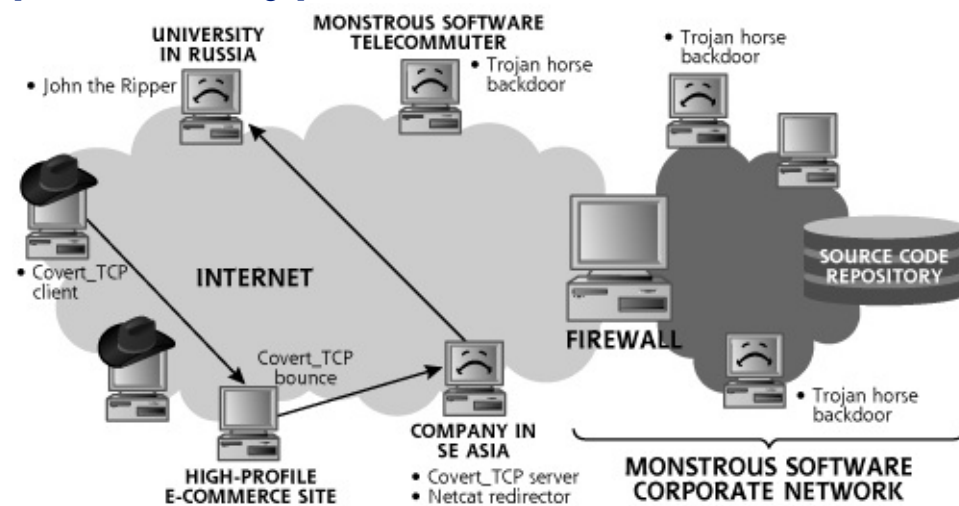 UNIVERSITY
IN RUSSIA
• John the Ripper
MONSTROUS SOFTWARE
TELECOMMUTER
• Trojan horse
backdoor
• Trojan horse
backdoor
• Covert_TCP
client
INTERNET
Covert_TCP
bounce
HIGH-PROFILE
E-COMMERCE SITE
COMPANY IN
SE ASIA
• Covert_TCP server
• Netcat redirector
FIREWALL
SOURCE CODE
REPOSITORY
• Trojan horse
backdoor
MONSTROUS SOFTWARE
CORPORATE NETWORK